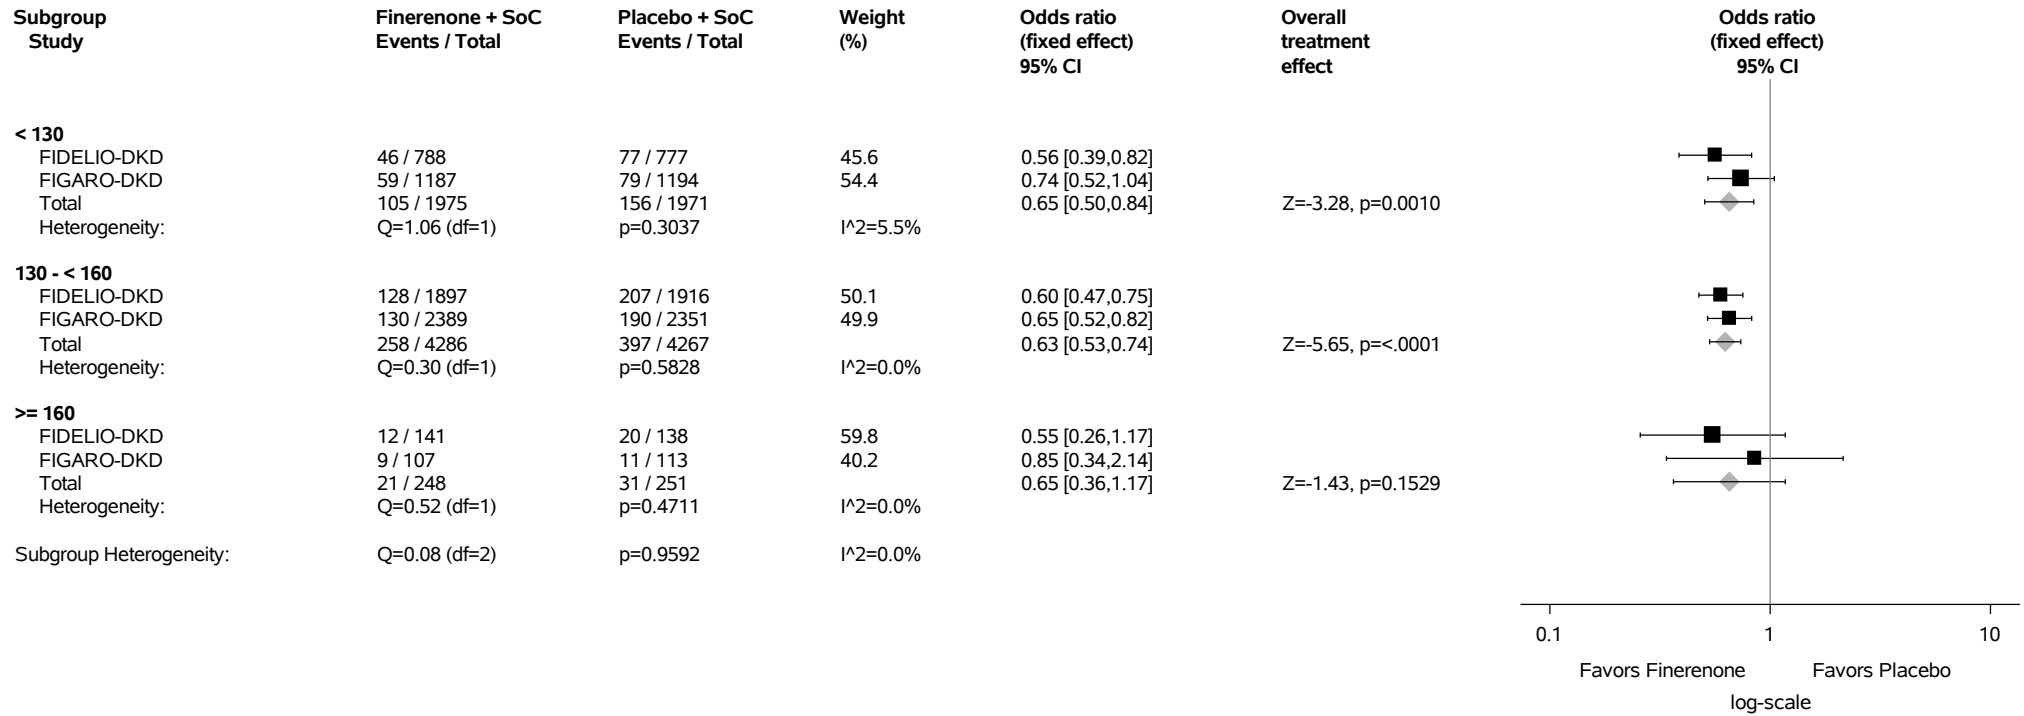 Subgroup Finerenone + SoC Placebo + SoC Weight Odds ratio Overall Odds ratio
Study Events / Total Events / Total (%) (fixed effect) treatment (fixed effect)
95% CI effect 95% CI
< 130
FIDELIO-DKD 46 / 788 77 / 777 45.6 0.56 [0.39,0.82]
FIGARO-DKD 59 / 1187 79 / 1194 54.4 0.74 [0.52,1.04]
Total 105 / 1975 156 / 1971 0.65 [0.50,0.84] Z=-3.28, p=0.0010
Heterogeneity: Q=1.06 (df=1) p=0.3037 I^2=5.5%
130 - < 160
FIDELIO-DKD 128 / 1897 207 / 1916 50.1 0.60 [0.47,0.75]
FIGARO-DKD 130 / 2389 190 / 2351 49.9 0.65 [0.52,0.82]
Total 258 / 4286 397 / 4267 0.63 [0.53,0.74] Z=-5.65, p=<.0001
Heterogeneity: Q=0.30 (df=1) p=0.5828 I^2=0.0%
>= 160
FIDELIO-DKD 12 / 141 20 / 138 59.8 0.55 [0.26,1.17]
FIGARO-DKD 9 / 107 11 / 113 40.2 0.85 [0.34,2.14]
Total 21 / 248 31 / 251 0.65 [0.36,1.17] Z=-1.43, p=0.1529
Heterogeneity: Q=0.52 (df=1) p=0.4711 I^2=0.0%
Subgroup Heterogeneity: Q=0.08 (df=2) p=0.9592 I^2=0.0%
0.1 1 10
Favors Finerenone Favors Placebo
log-scale